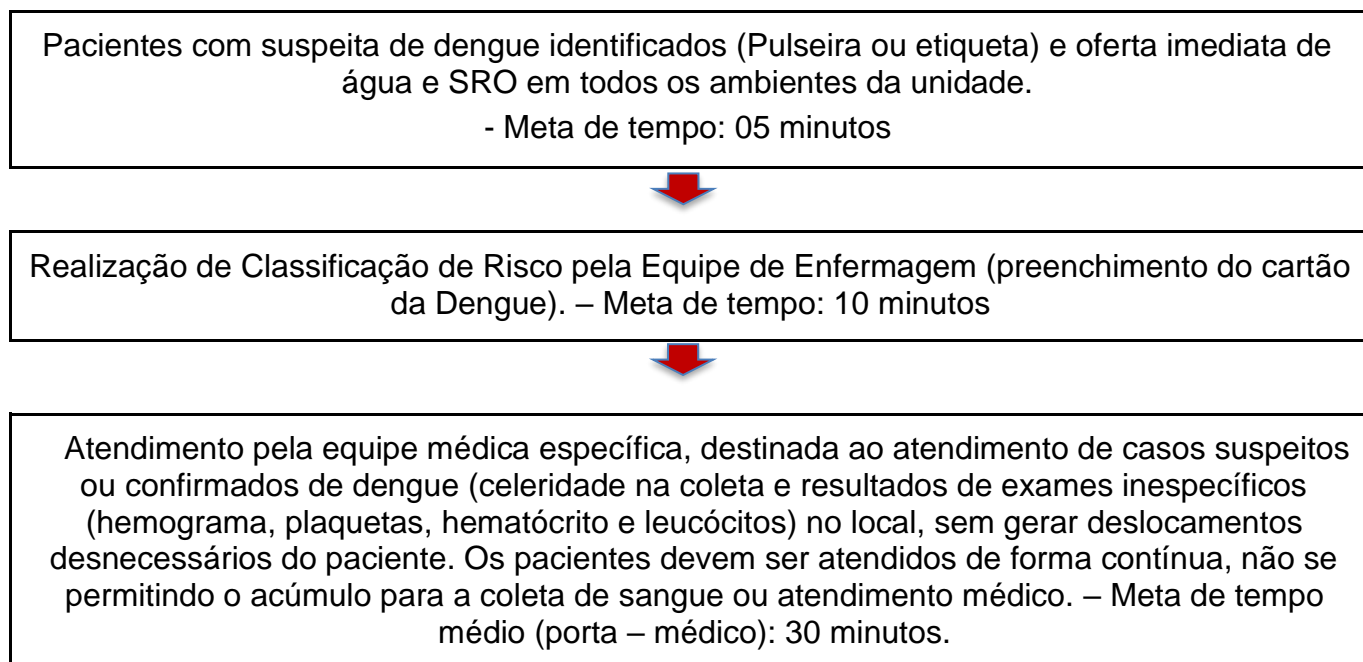 Pacientes com suspeita de dengue identificados (Pulseira ou etiqueta) e oferta imediata de
água e SRO em todos os ambientes da unidade.
- Meta de tempo: 05 minutos
Realização de Classificação de Risco pela Equipe de Enfermagem (preenchimento do cartão
da Dengue). – Meta de tempo: 10 minutos
Atendimento pela equipe médica específica, destinada ao atendimento de casos suspeitos
ou confirmados de dengue (celeridade na coleta e resultados de exames inespecíficos
(hemograma, plaquetas, hematócrito e leucócitos) no local, sem gerar deslocamentos
desnecessários do paciente. Os pacientes devem ser atendidos de forma contínua, não se
permitindo o acúmulo para a coleta de sangue ou atendimento médico. – Meta de tempo
médio (porta – médico): 30 minutos.